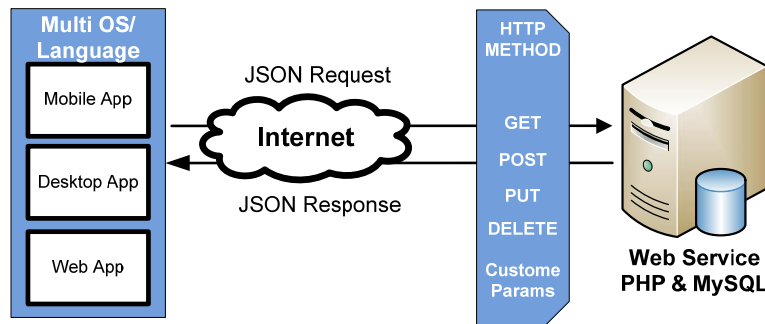 Multi OS/
Language
Mobile App
Desktop App
Web App
JSON Request
Internet
JSON Response
HTTP
METHOD
GET
POST
PUT
DELETE
Custome
Params
Web Service
PHP & MySQL